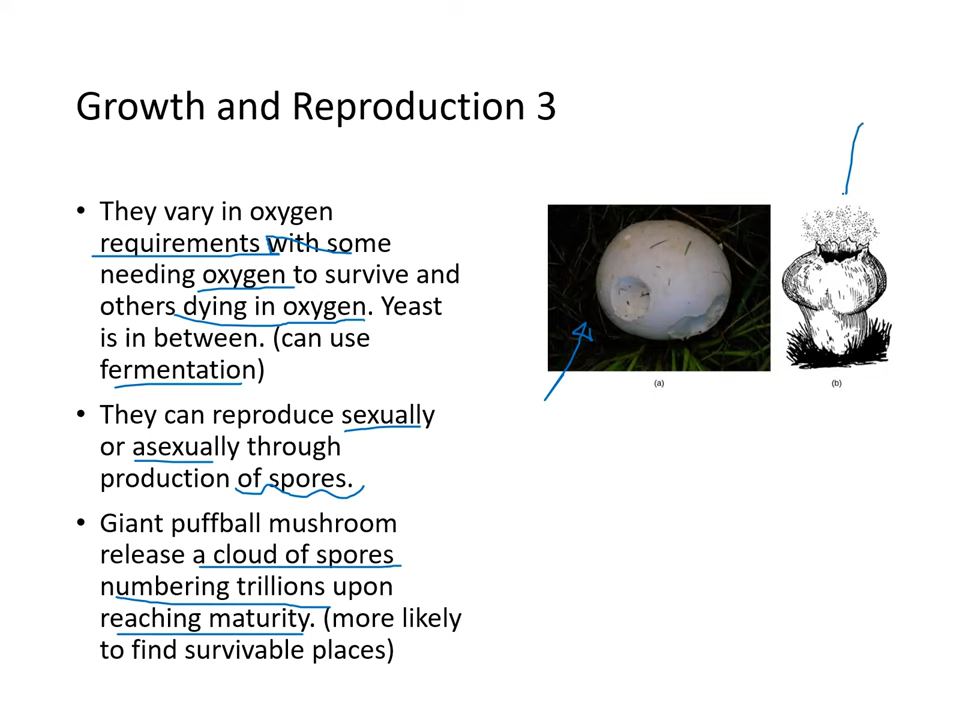 Growth and Reproduction 3
• They vary in oxygen
requirements with some
needing oxygen to survive and
others dying in oxygen. Yeast
is in between. (can use
fermentation)
• They can reproduce sexually
or asexually through
production of spores.
• Giant puffball mushroom
release a cloud of spores
numbering trillions upon
reaching maturity. (more likely
to find survivable places)
(a)
(b)